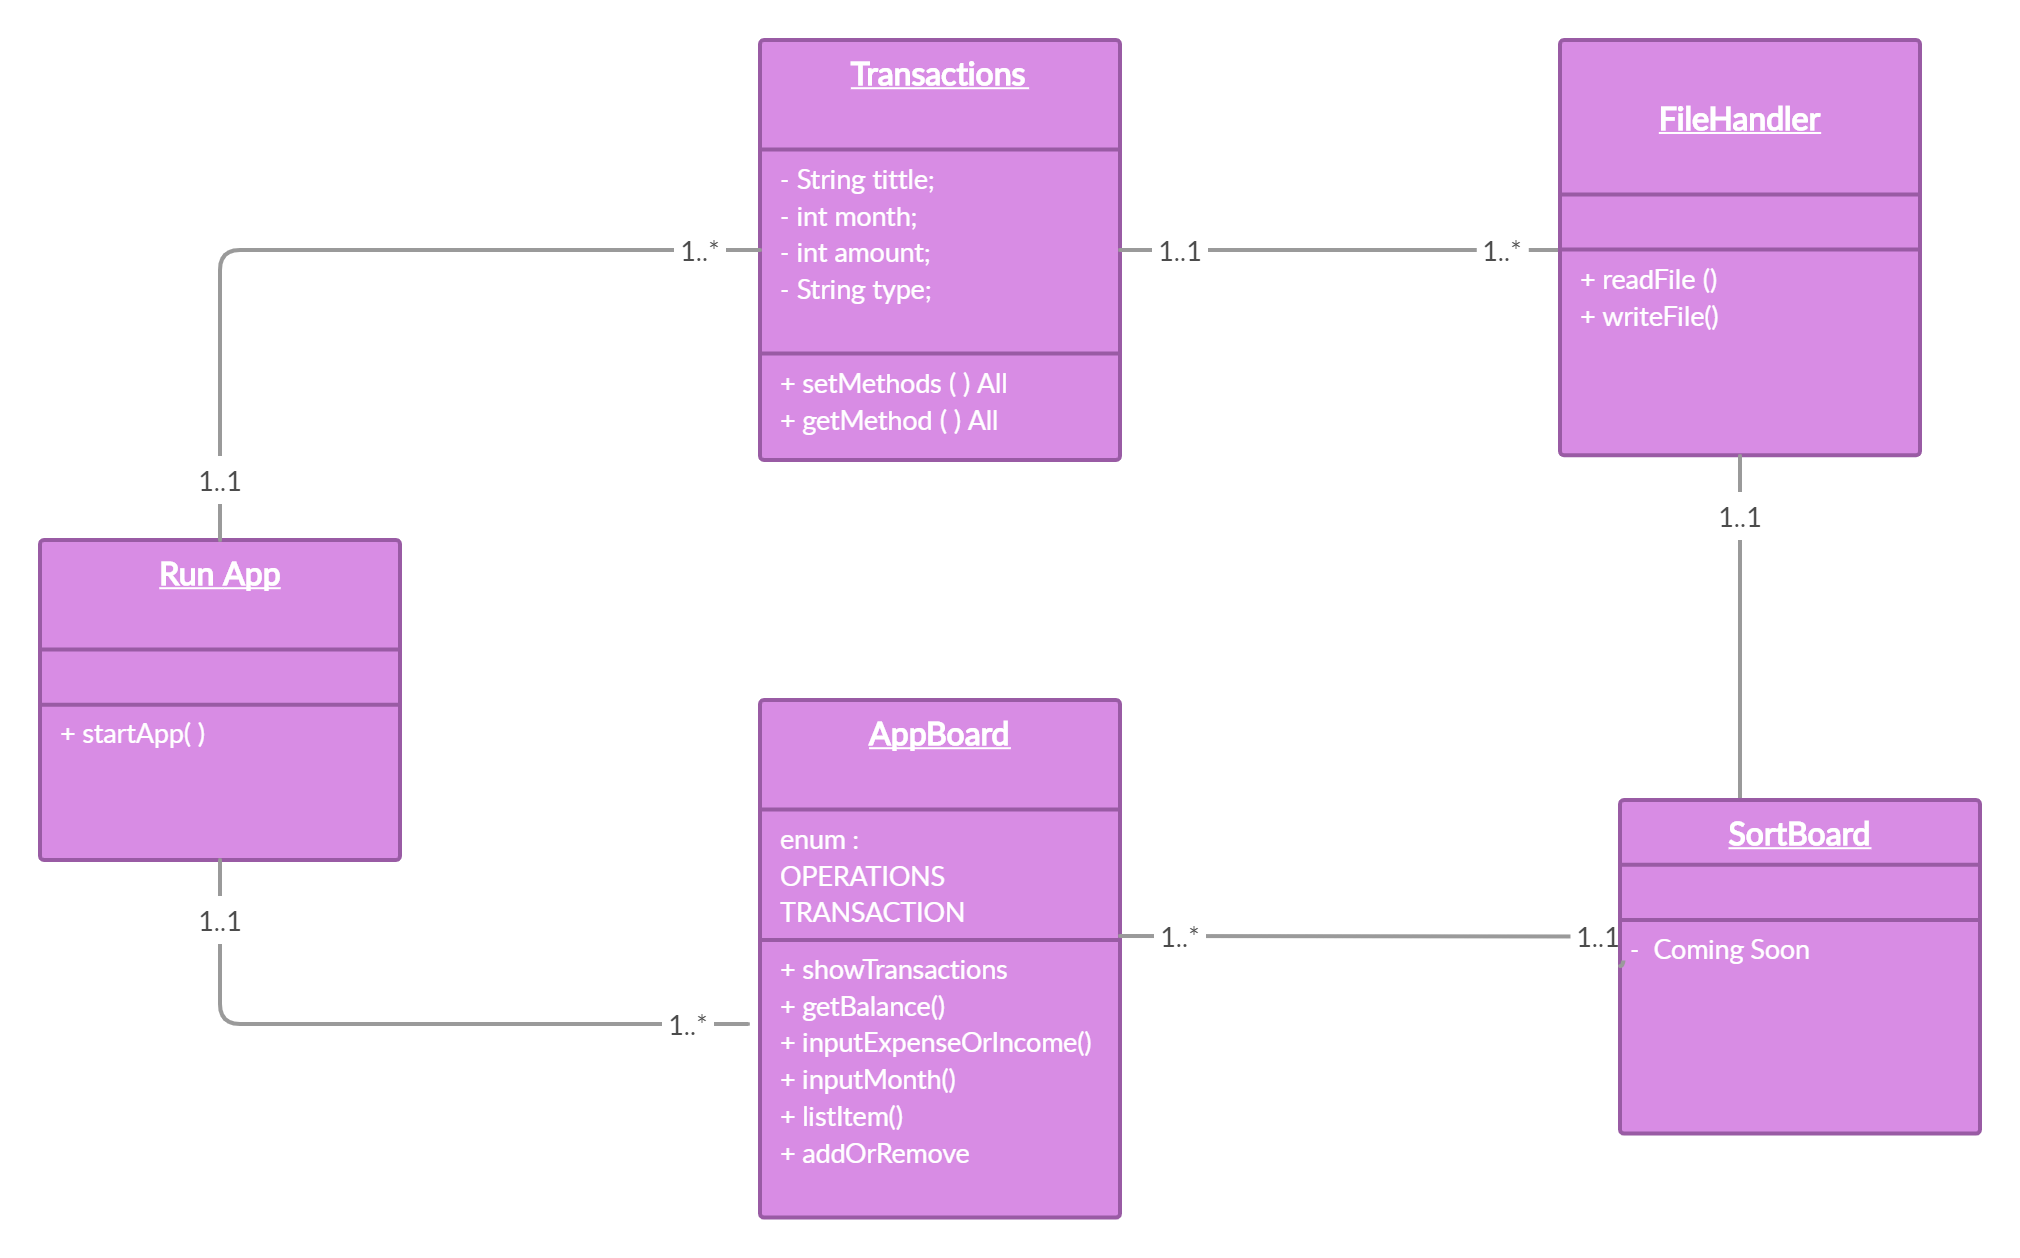 Transactions
- String tittle;
- int month;
- int amount;
- String type;
+ setMethods ( ) All
+ getMethod ( ) All
FileHandler
+ readFile ()
+ writeFile()
1..*
1..1
1..*
1..1
1..1
Run App
+ startApp( )
1..1
1..*
AppBoard
enum :
OPERATIONS
TRANSACTION
+ showTransactions
+ getBalance()
+ inputExpenseOrIncome()
+ inputMonth()
+ listItem()
+ addOrRemove
1..*
1..1
SortBoard
- Coming Soon